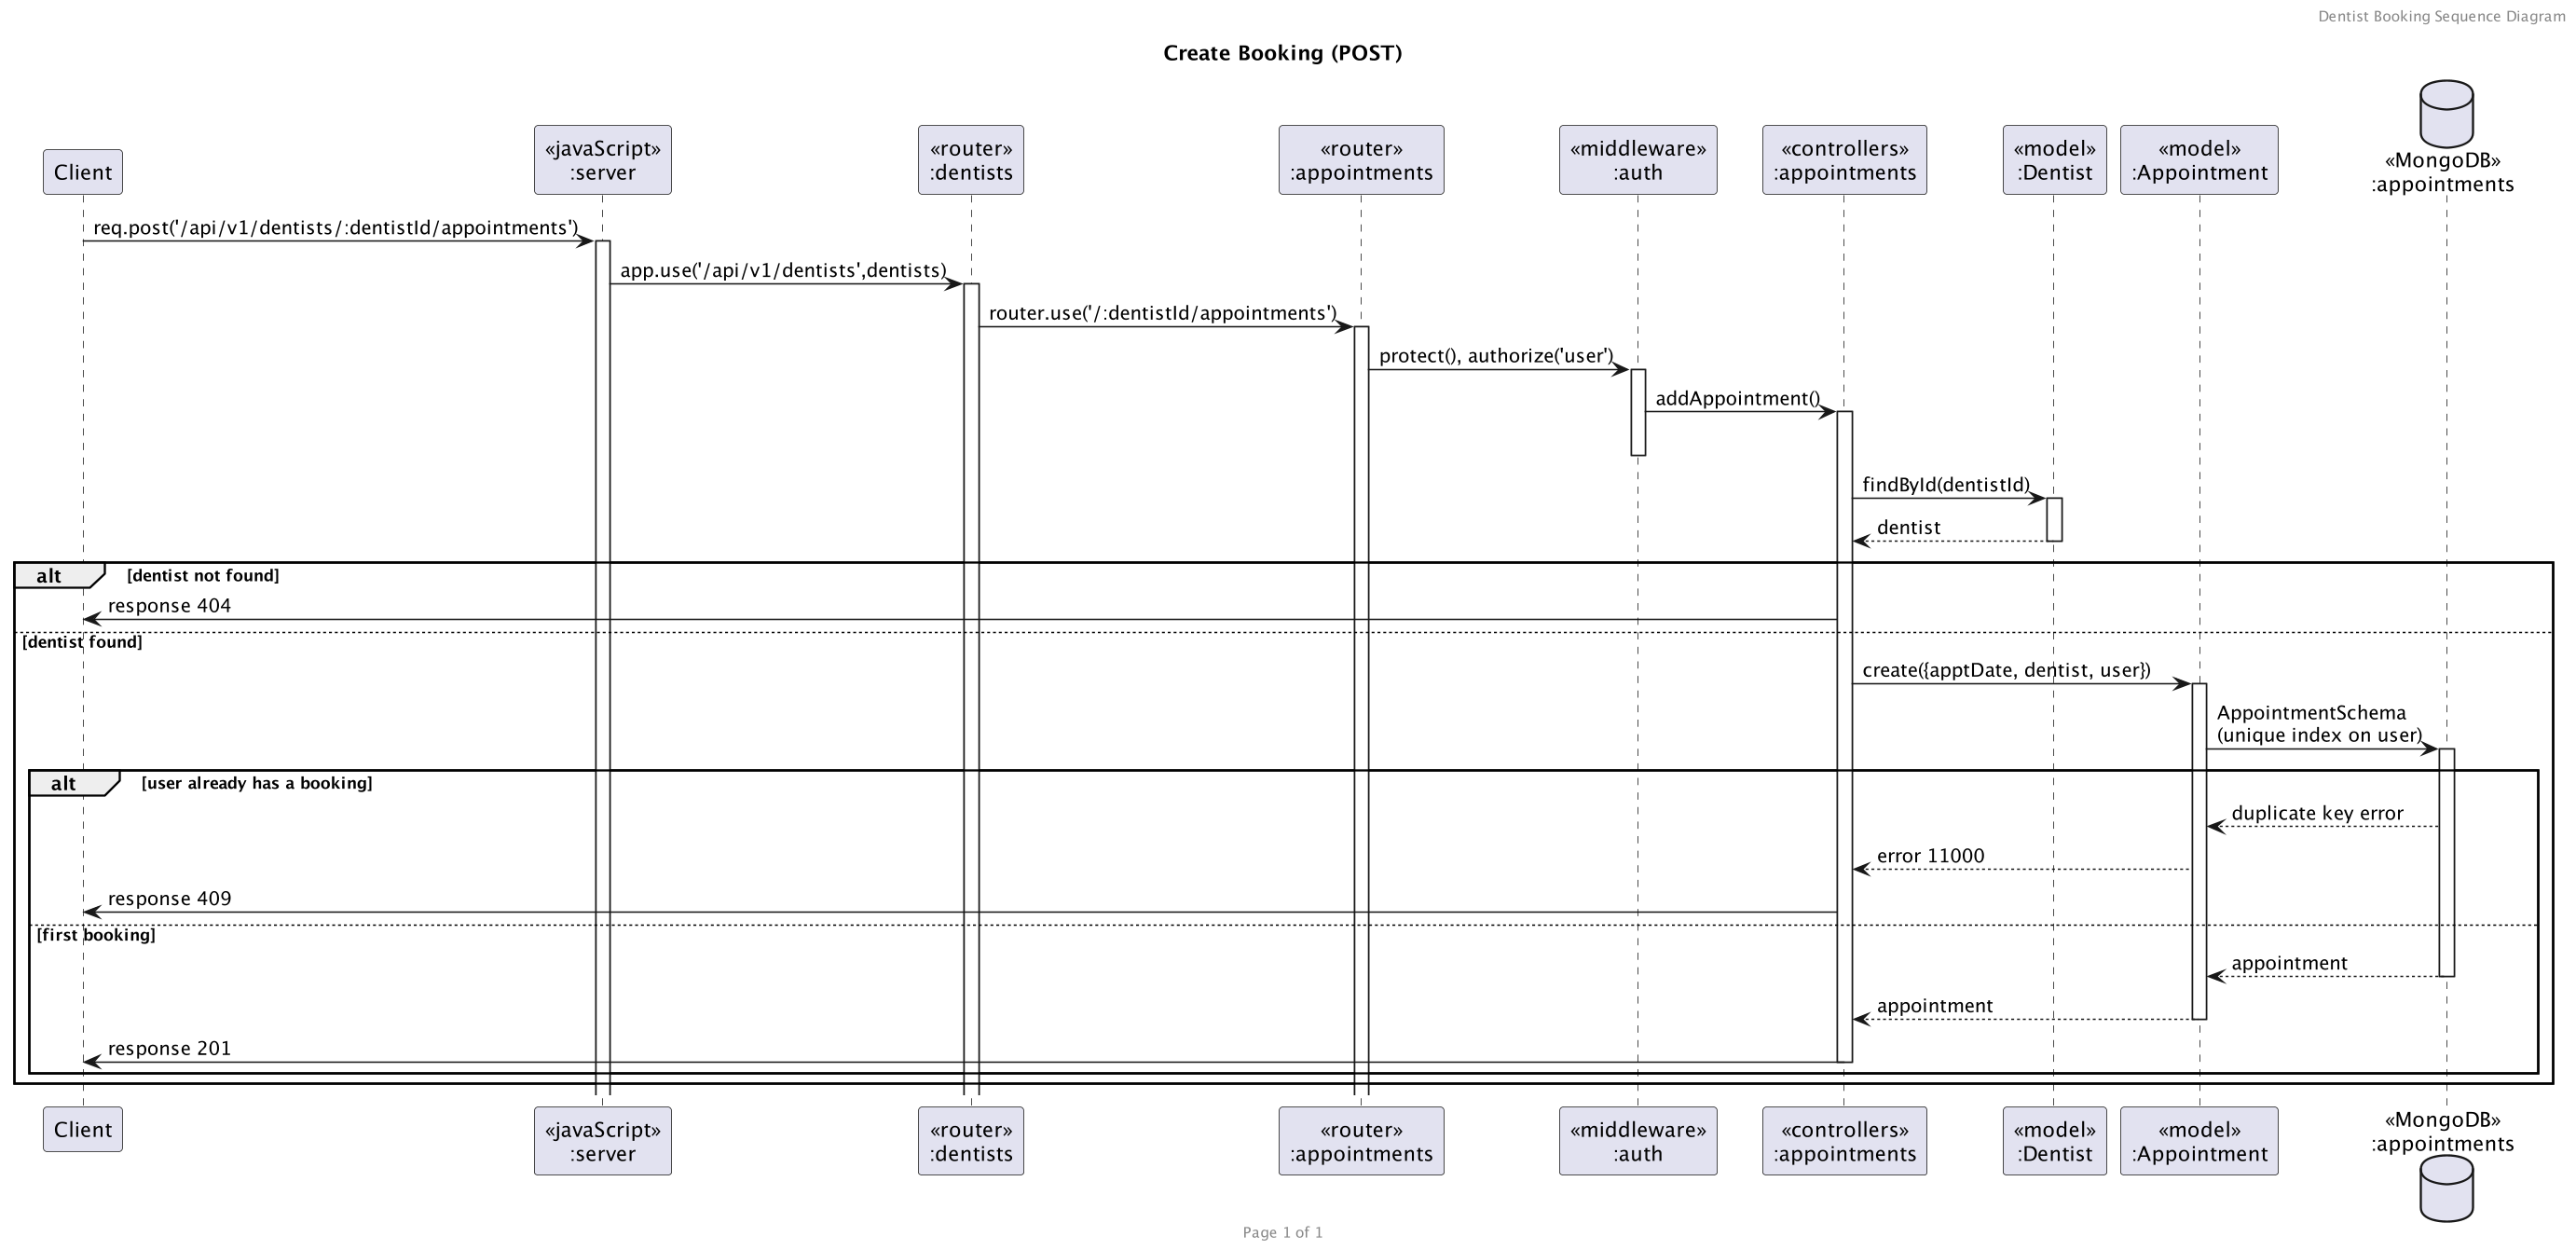 Dentist Booking Sequence Diagram
Create Booking (POST)
Client
«javaScript»
:server
«router»
:dentists
«router»
:appointments
«middleware»
:auth
«controllers»
:appointments
«model»
:Dentist
«model»
:Appointment
«MongoDB»
:appointments
req.post('/api/v1/dentists/:dentistId/appointments')
app.use('/api/v1/dentists',dentists)
router.use('/:dentistId/appointments')
protect(), authorize('user')
addAppointment()
findById(dentistId)
dentist
alt [dentist not found]
response 404
[dentist found]
create({apptDate, dentist, user})
AppointmentSchema
(unique index on user)
alt [user already has a booking]
duplicate key error
error 11000
response 409
[first booking]
appointment
appointment
response 201
Client
«javaScript»
:server
«router»
:dentists
«router»
:appointments
«middleware»
:auth
«controllers»
:appointments
«model»
:Dentist
«model»
:Appointment
«MongoDB»
:appointments
Page 1 of 1